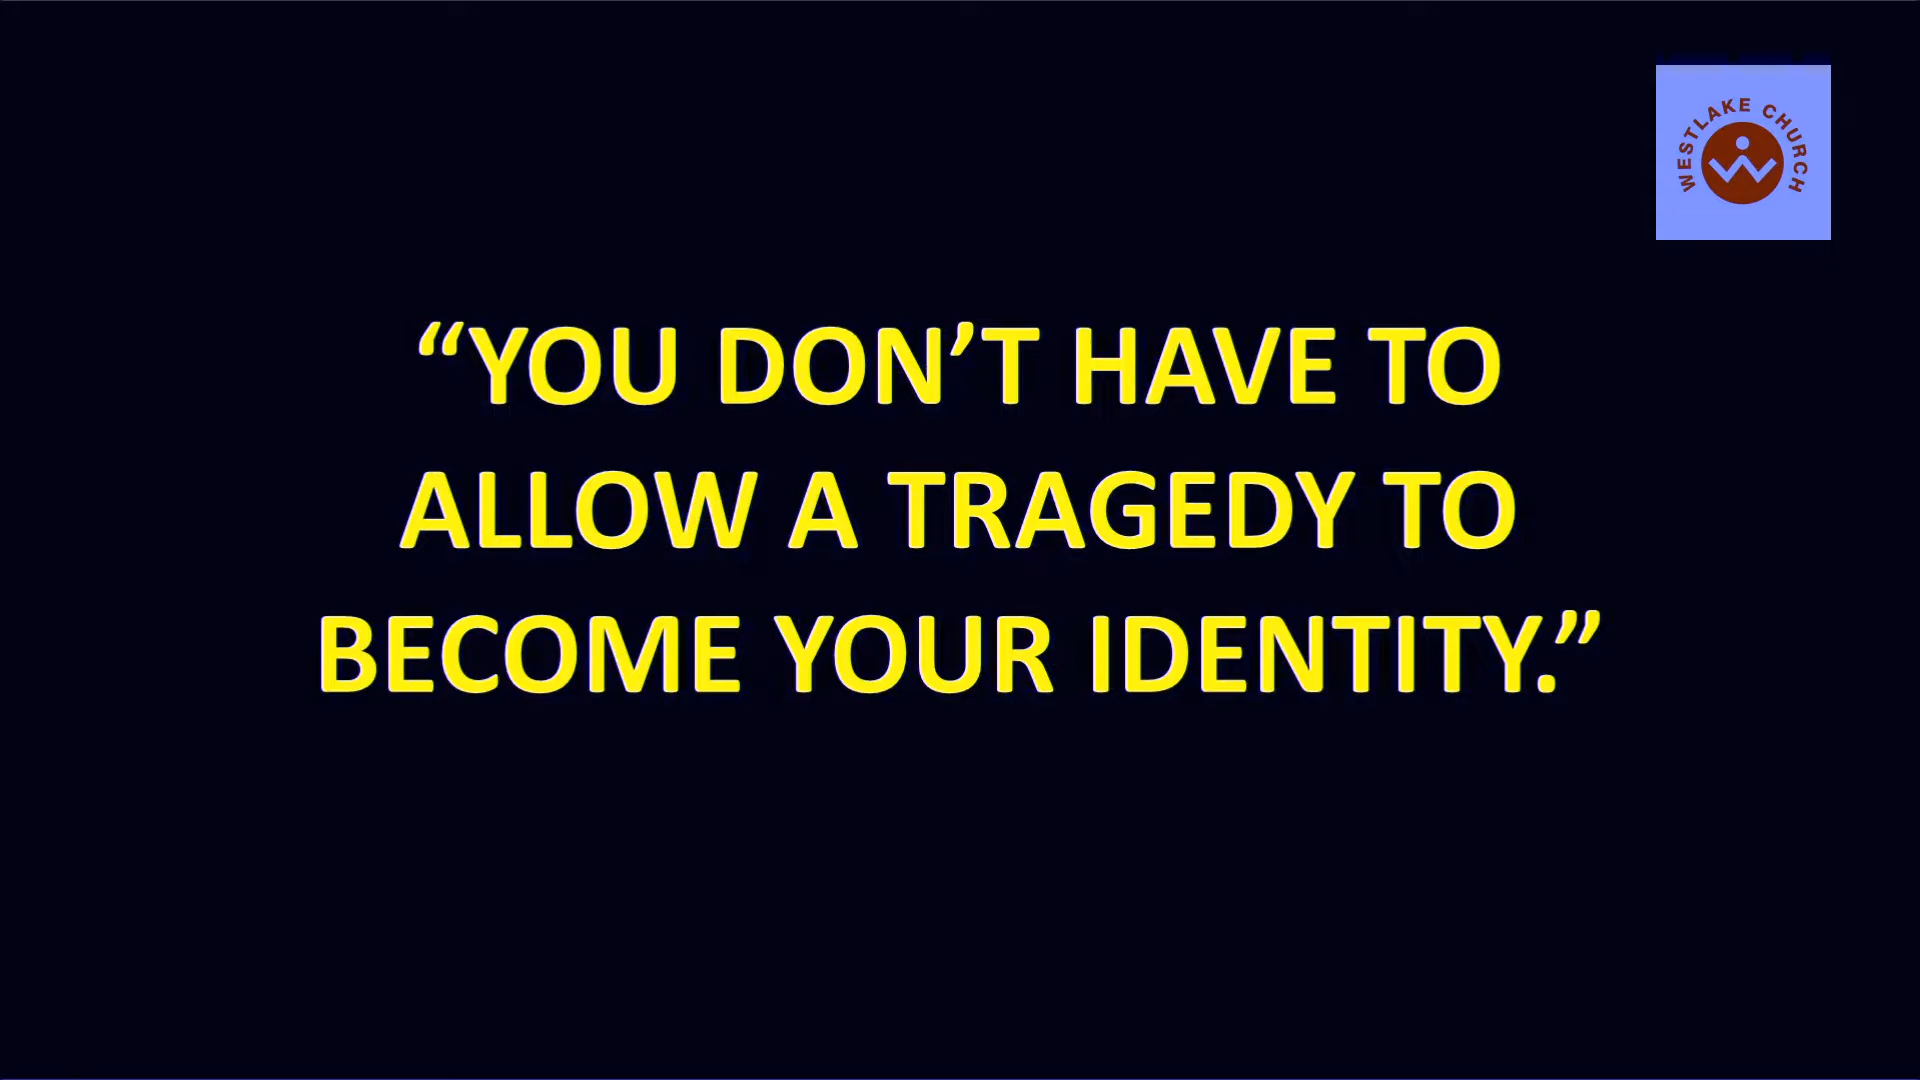 WESTLAKE CHURCH
“YOU DON’T HAVE TO
ALLOW A TRAGEDY TO
BECOME YOUR IDENTITY.”